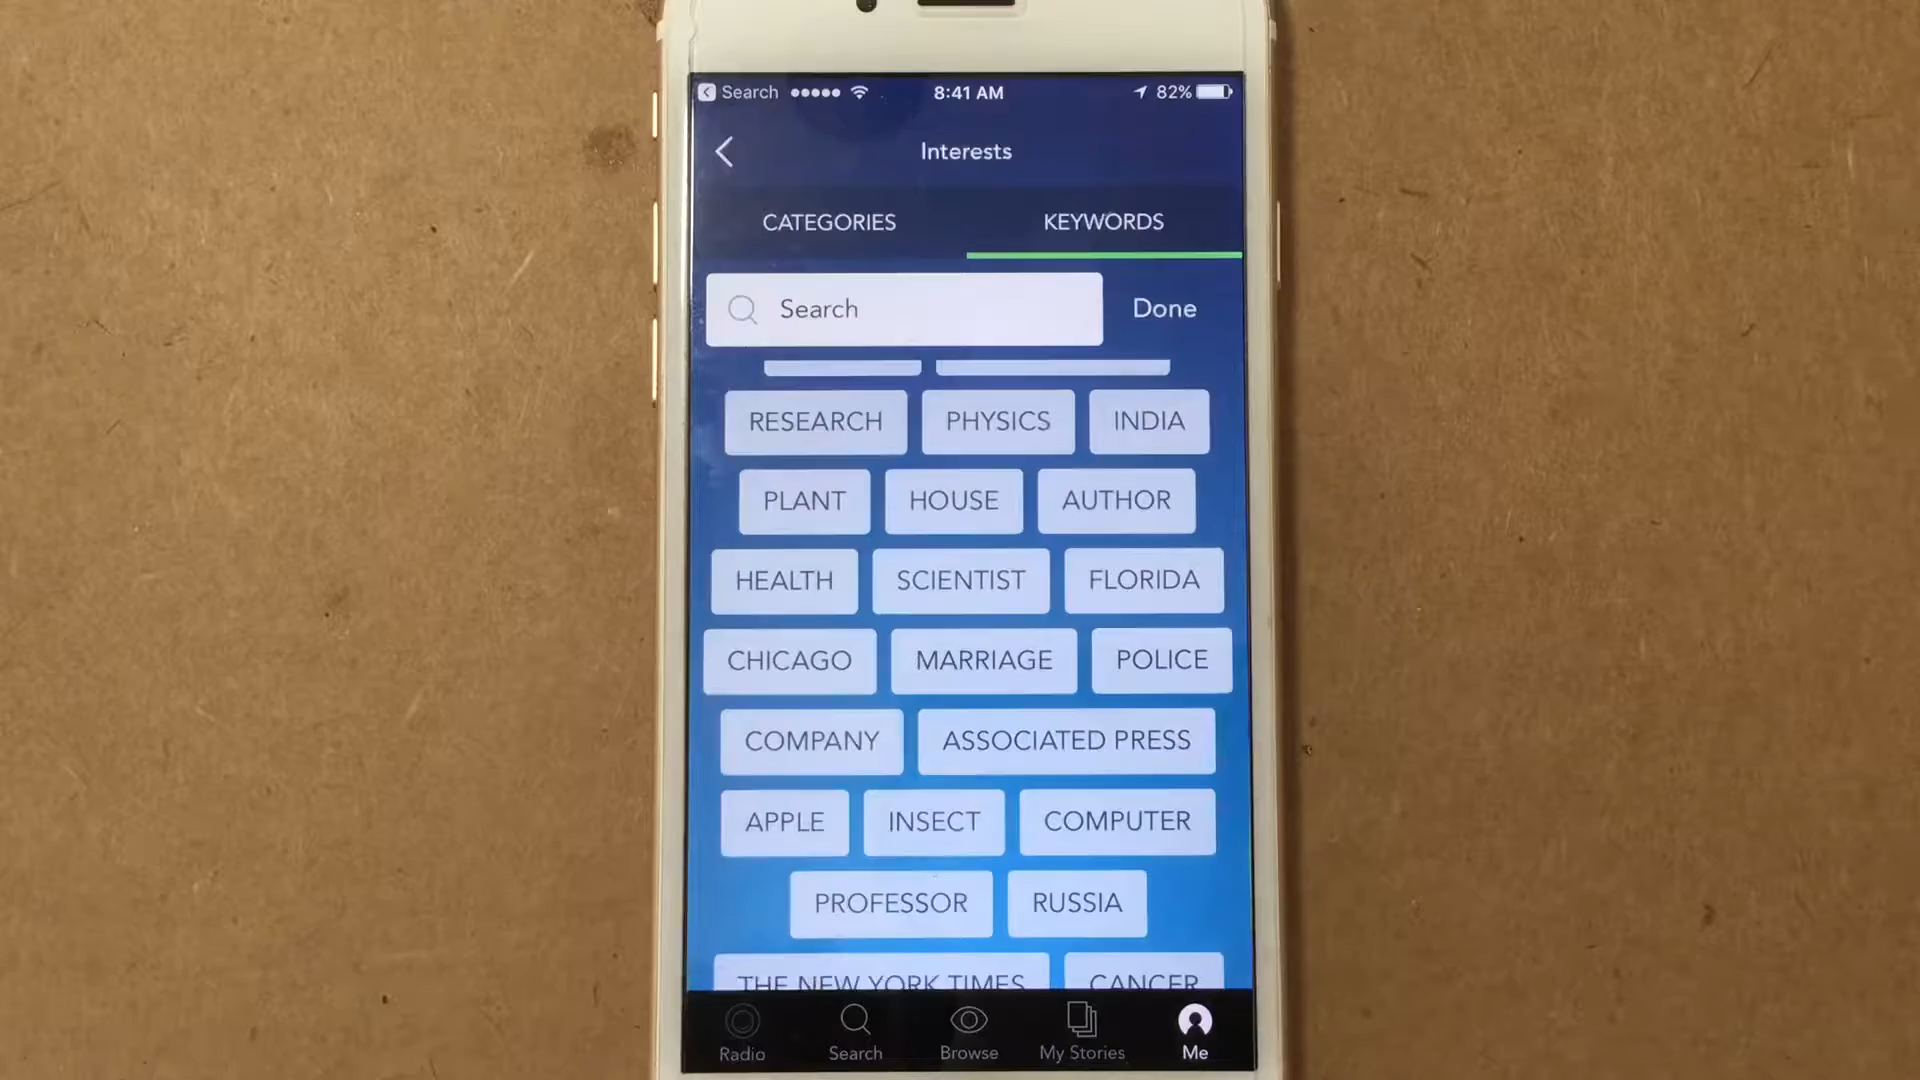 Search 8:41 AM 82%
Interests
CATEGORIES KEYWORDS
Search Done
RESEARCH PHYSICS INDIA
PLANT HOUSE AUTHOR
HEALTH SCIENTIST FLORIDA
CHICAGO MARRIAGE POLICE
COMPANY ASSOCIATED PRESS
APPLE INSECT COMPUTER
PROFESSOR RUSSIA
THE NEW YORK TIMES CANCER
Radio Search Browse My Stories Me